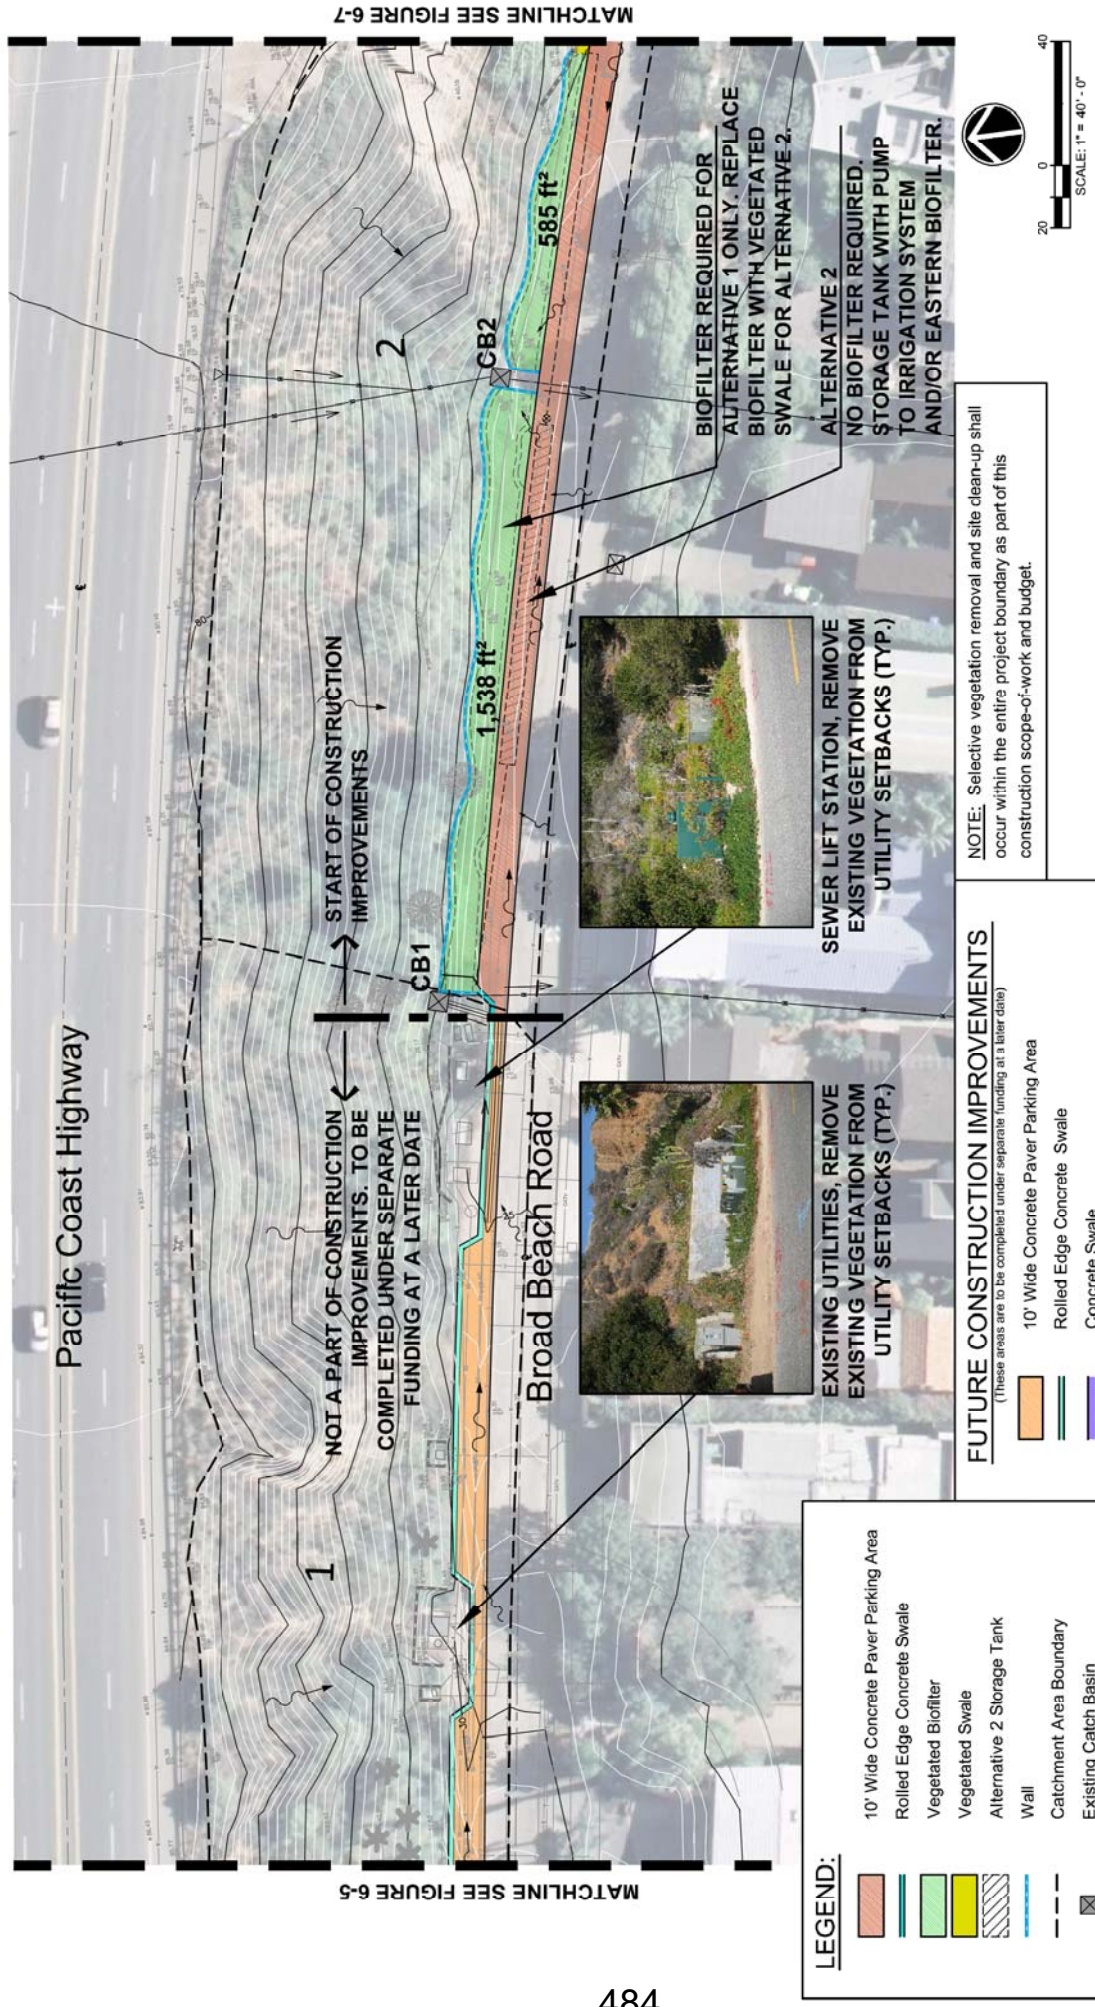 MATCHLINE SEE FIGURE 6-5
MATCHLINE SEE FIGURE 6-7
Pacific Coast Highway
NOT A PART OF CONSTRUCTION
IMPROVEMENTS. TO BE
COMPLETED UNDER SEPARATE
FUNDING AT A LATER DATE
START OF CONSTRUCTION
IMPROVEMENTS
1
2
80
CB1
CB2
1,538 ft²
585 ft²
30
Broad Beach Road
EXISTING UTILITIES, REMOVE
EXISTING VEGETATION FROM
UTILITY SETBACKS (TYP.)
SEWER LIFT STATION, REMOVE
EXISTING VEGETATION FROM
UTILITY SETBACKS (TYP.)
BIOFILTER REQUIRED FOR
ALTERNATIVE 1 ONLY. REPLACE
BIOFILTER WITH VEGETATED
SWALE FOR ALTERNATIVE 2.
ALTERNATIVE 2
NO BIOFILTER REQUIRED.
STORAGE TANK WITH PUMP
TO IRRIGATION SYSTEM
AND/OR EASTERN BIOFILTER.
LEGEND:
10' Wide Concrete Paver Parking Area
Rolled Edge Concrete Swale
Vegetated Biofilter
Vegetated Swale
Alternative 2 Storage Tank
Wall
Catchment Area Boundary
Existing Catch Basin
FUTURE CONSTRUCTION IMPROVEMENTS
(These areas are to be completed under separate funding at a later date)
10' Wide Concrete Paver Parking Area
Rolled Edge Concrete Swale
Concrete Swale
NOTE: Selective vegetation removal and site clean-up shall
occur within the entire project boundary as part of this
construction scope-of-work and budget.
20 0 40
SCALE: 1" = 40' - 0"
484